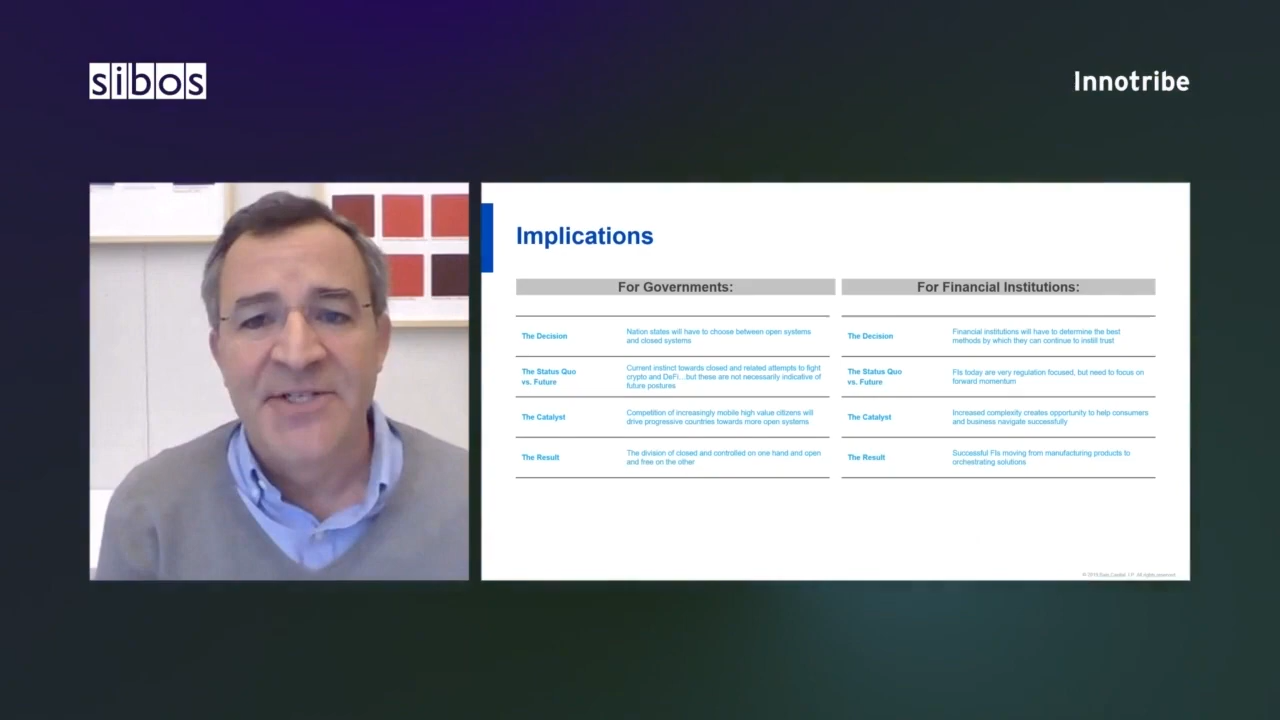 sibos
Innotribe
Implications
For Governments:
The Decision
Nation states will have to choose between open systems
and closed systems
The Status Quo
vs. Future
Current instinct towards closed and related attempts to fight
crypto and DeFi...but these are not necessarily indicative of
future postures
The Catalyst
Competition of increasingly mobile high value citizens will
drive progressive countries towards more open systems
The Result
The division of closed and controlled on one hand and open
and free on the other
For Financial Institutions:
The Decision
Financial institutions will have to determine the best
methods by which they can continue to instill trust
The Status Quo
vs. Future
FIs today are very regulation focused, but need to focus on
forward momentum
The Catalyst
Increased complexity creates opportunity to help consumers
and business navigate successfully
The Result
Successful FIs moving from manufacturing products to
orchestrating solutions
Capital, All rights reserved